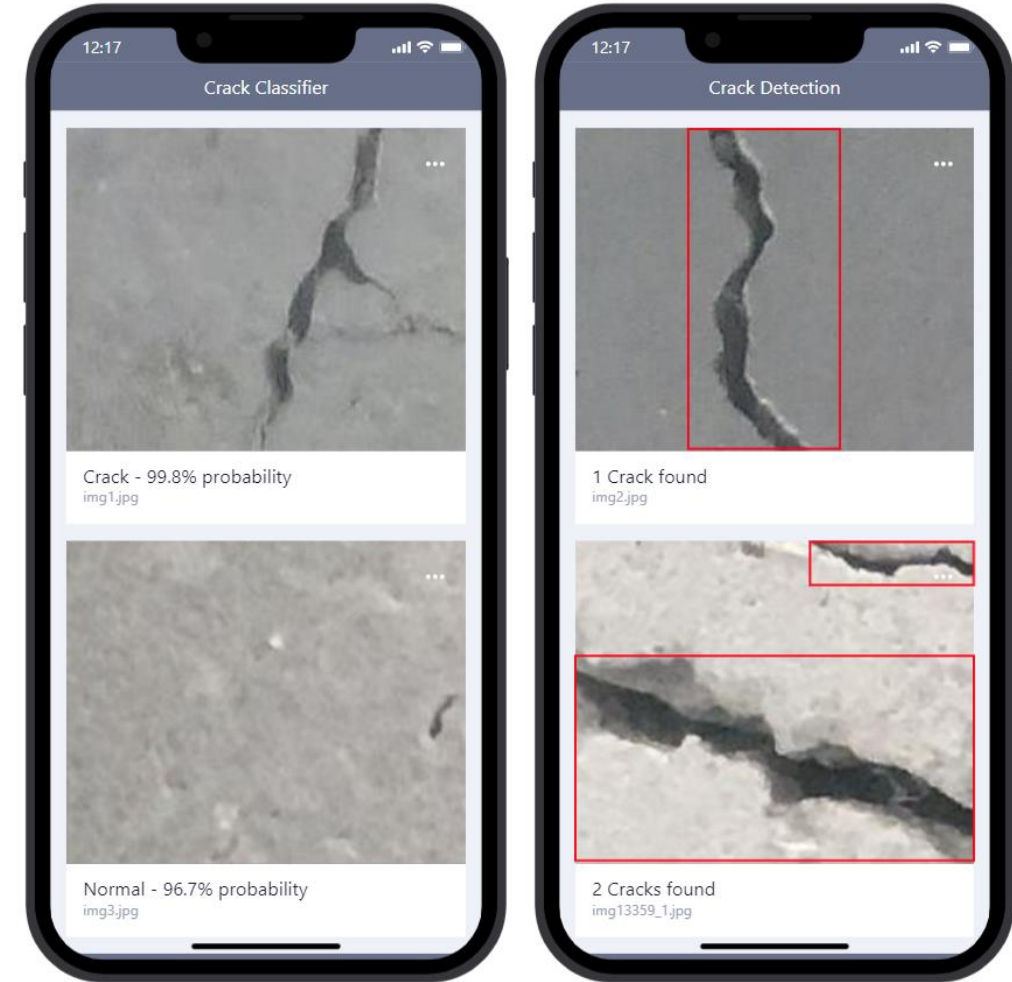 12:17
Crack Classifier
Crack - 99.8% probability
img1.jpg
Normal - 96.7% probability
img3.jpg
12:17
Crack Detection
1 Crack found
img2.jpg
2 Cracks found
img13359_1.jpg